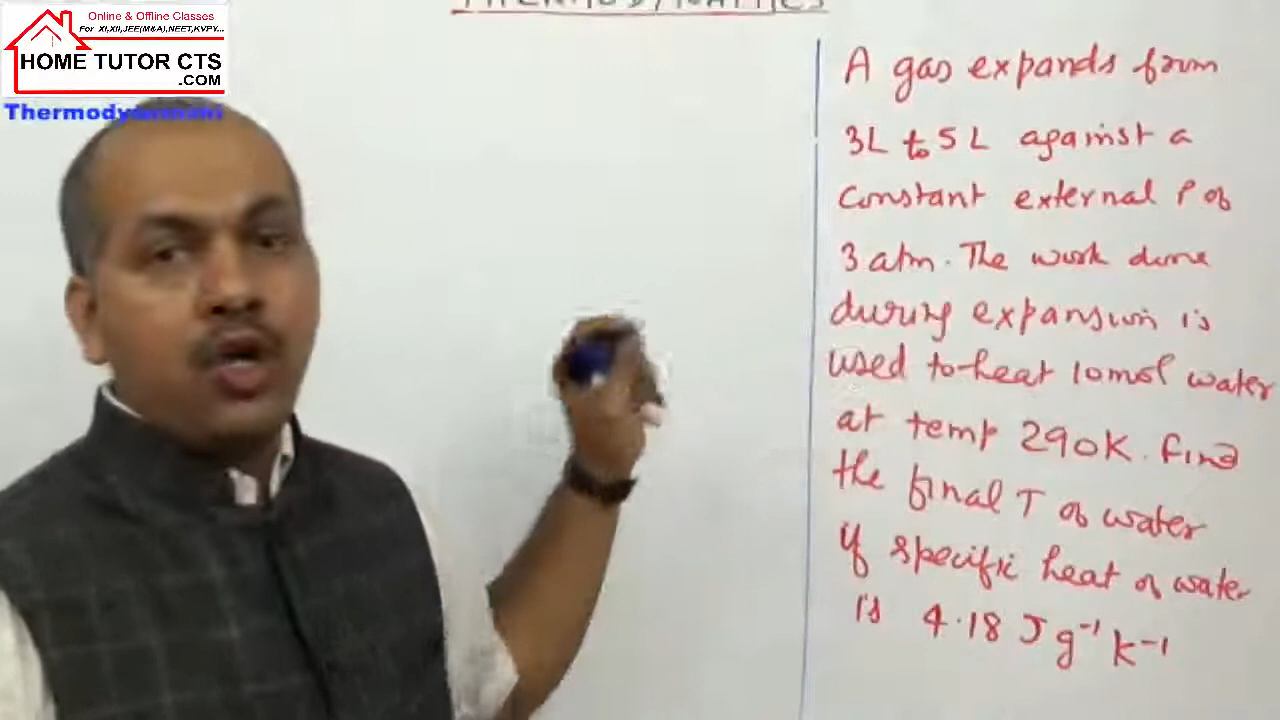 Online & Offline Classes
For XI,XII,JEE(M&A),NEET,KVPY...
HOME TUTOR CTS
.COM
A gas expands from
3L to 5L against a
Constant external P of
3 atm. The work done
during expansion is
used to heat 10 mol water
at temp 290K. Find
the final T of water
if specific heat of water
is 4.18 J g⁻¹ K⁻¹